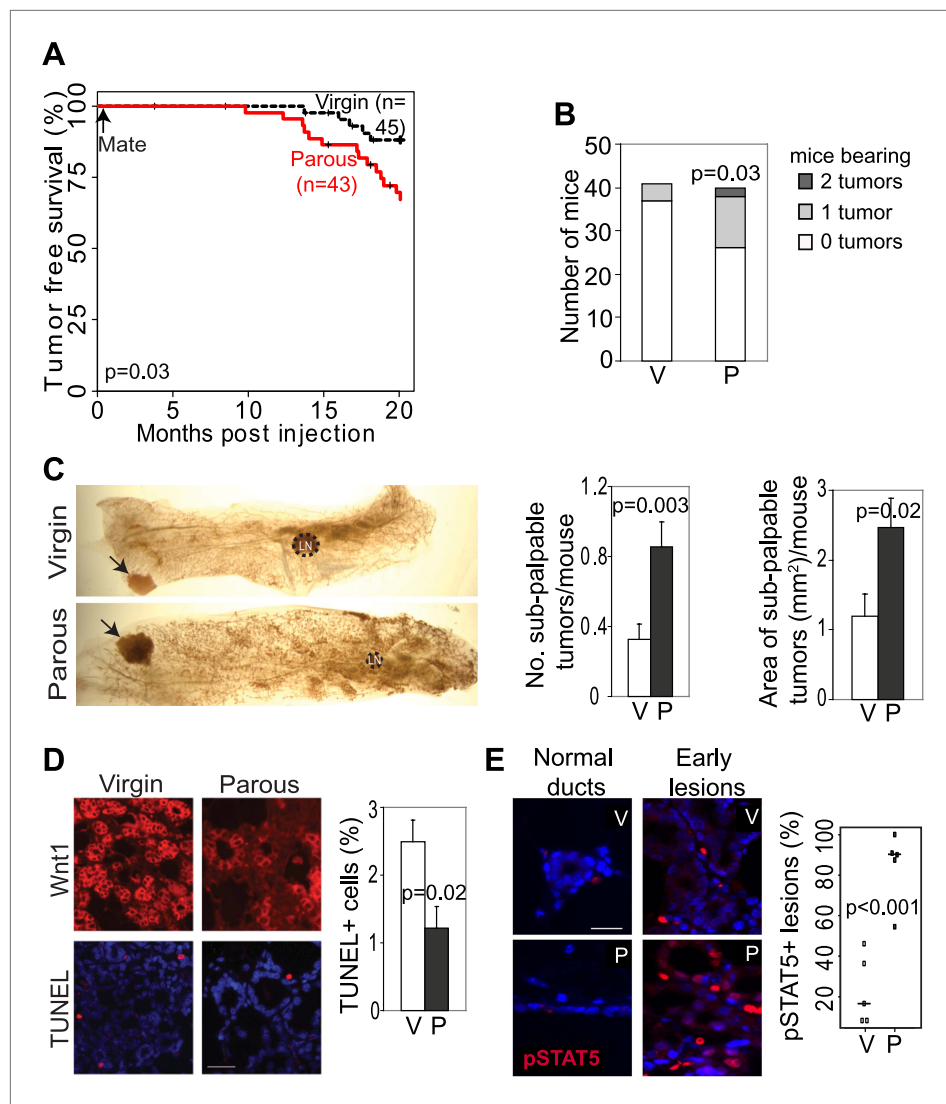 A
Tumor free survival (%)
100
75
50
25
0
Mate
Virgin (n=
45)
Parous
(n=43)
p=0.03
0 5 10 15 20
Months post injection
B
Number of mice
50
40
30
20
10
0
p=0.03
V P
mice bearing
2 tumors
1 tumor
0 tumors
C
Virgin
LN
Parous
LN
No. sub-palpable
tumors/mouse
1.2
0.8
0.4
0
p=0.003
V P
Area of sub-palpable
tumors (mm²)/mouse
3
2
1
0
p=0.02
V P
D
Virgin Parous
Wnt1
TUNEL
TUNEL+ cells (%)
3
2
1
0
p=0.02
V P
E
Normal
ducts
Early
lesions
V V
P P
pSTAT5
pSTAT5+ lesions (%)
100
80
60
40
20
p<0.001
V P